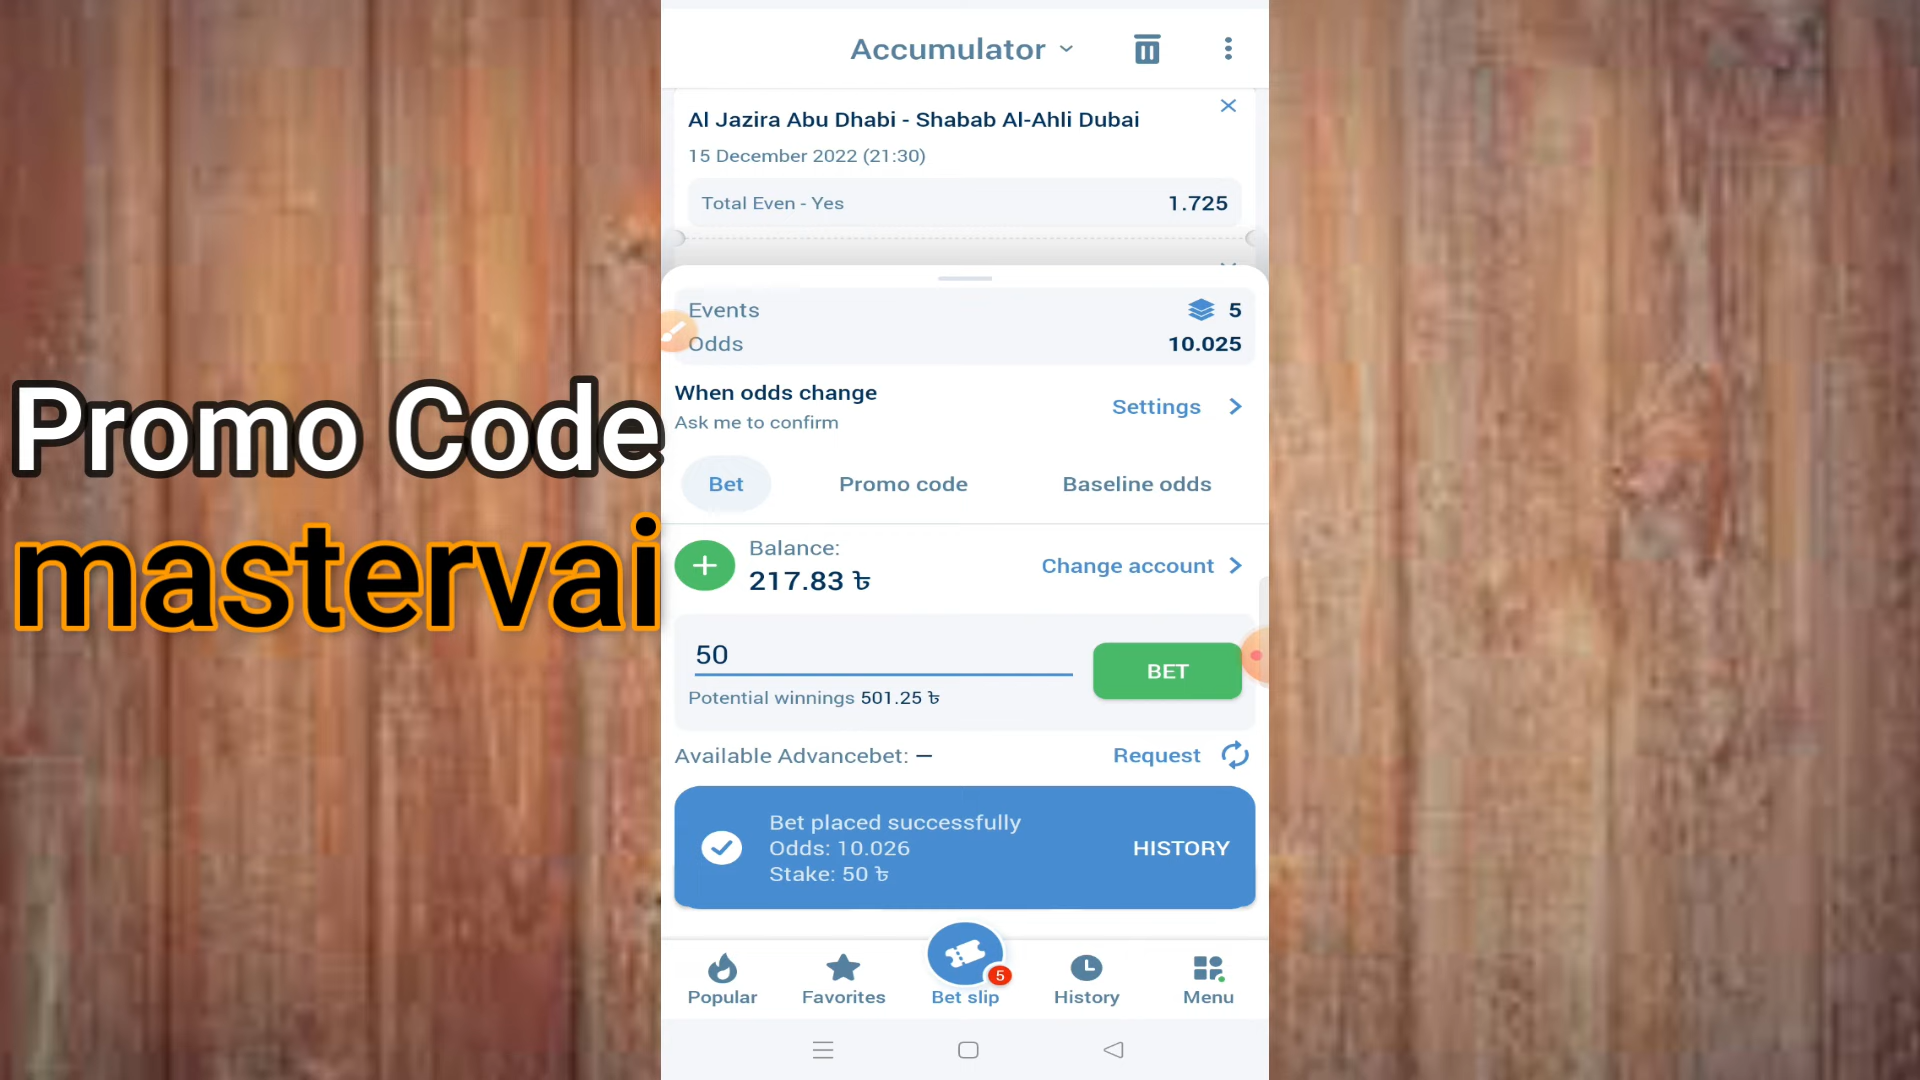 Accumulator
Al Jazira Abu Dhabi - Shabab Al-Ahli Dubai
15 December 2022 (21:30)
Total Even - Yes 1.725
Events 5
Odds 10.025
When odds change
Ask me to confirm
Settings
Bet Promo code Baseline odds
Balance:
217.83 ৳
Change account
50
BET
Potential winnings 501.25 ৳
Available Advancebet: –
Request
Bet placed successfully
Odds: 10.026
Stake: 50 ৳
HISTORY
5
Popular Favorites Bet slip History Menu
Promo Code
mastervai